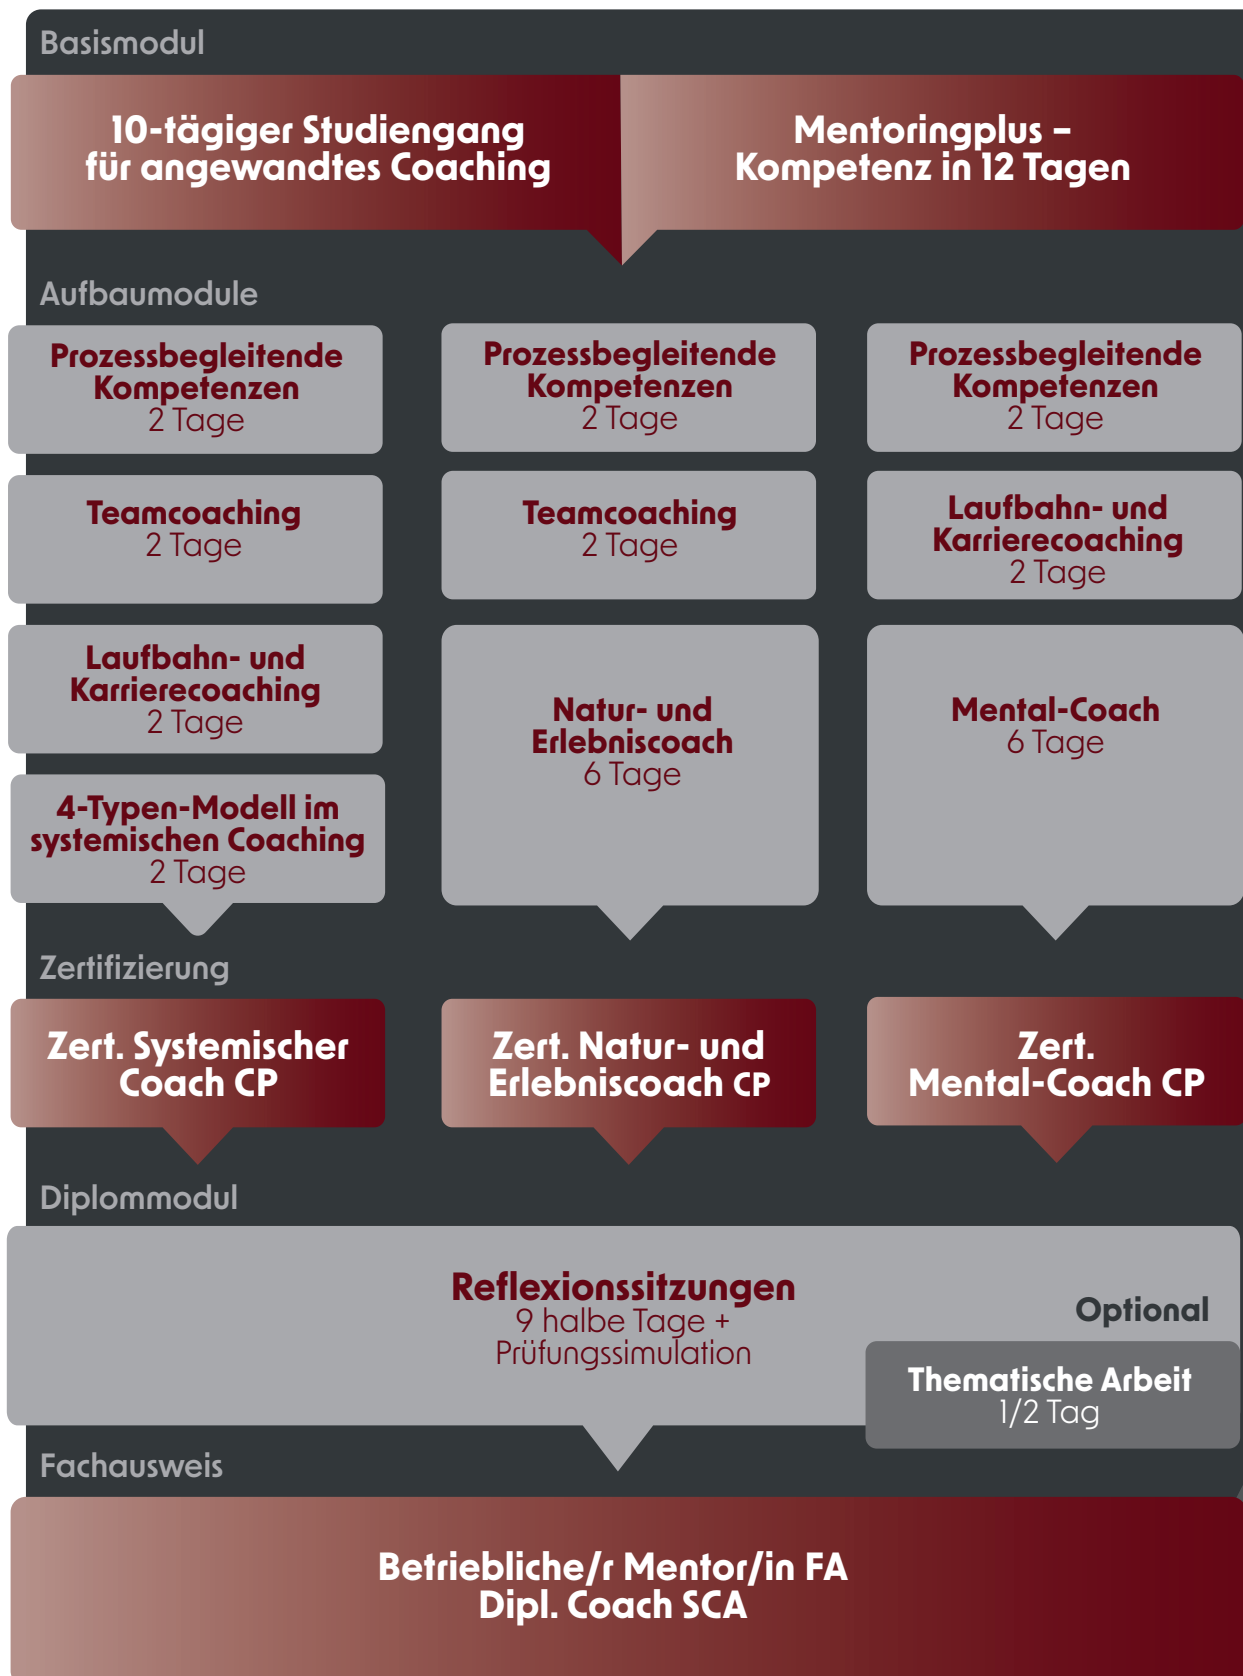 Basismodul
10-tägiger Studiengang
für angewandtes Coaching
Mentoringplus –
Kompetenz in 12 Tagen
Aufbaumodule
Prozessbegleitende
Kompetenzen
2 Tage
Teamcoaching
2 Tage
Laufbahn- und
Karrierecoaching
2 Tage
4-Typen-Modell im
systemischen Coaching
2 Tage
Prozessbegleitende
Kompetenzen
2 Tage
Teamcoaching
2 Tage
Natur- und
Erlebniscoach
6 Tage
Prozessbegleitende
Kompetenzen
2 Tage
Laufbahn- und
Karrierecoaching
2 Tage
Mental-Coach
6 Tage
Zertifizierung
Zert. Systemischer
Coach CP
Zert. Natur- und
Erlebniscoach CP
Zert.
Mental-Coach CP
Diplommodul
Reflexionssitzungen
9 halbe Tage +
Prüfungssimulation
Optional
Thematische Arbeit
1/2 Tag
Fachausweis
Betriebliche/r Mentor/in FA
Dipl. Coach SCA